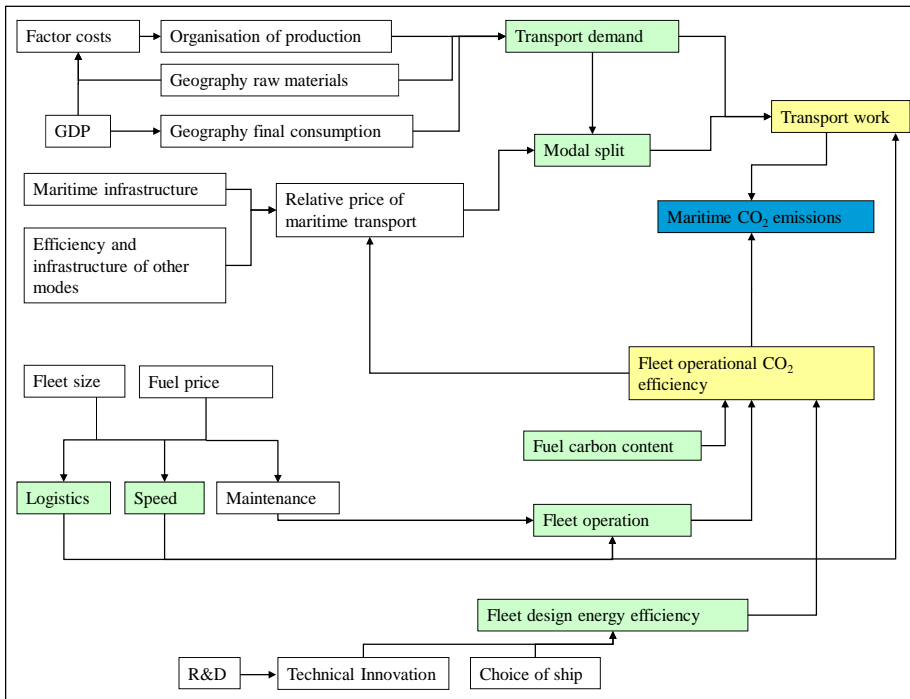 Factor costs
Organisation of production
Transport demand
Geography raw materials
GDP
Geography final consumption
Transport work
Modal split
Maritime infrastructure
Relative price of
maritime transport
Maritime CO₂ emissions
Efficiency and
infrastructure of other
modes
Fleet size
Fuel price
Fleet operational CO₂
efficiency
Fuel carbon content
Logistics
Speed
Maintenance
Fleet operation
Fleet design energy efficiency
R&D
Technical Innovation
Choice of ship